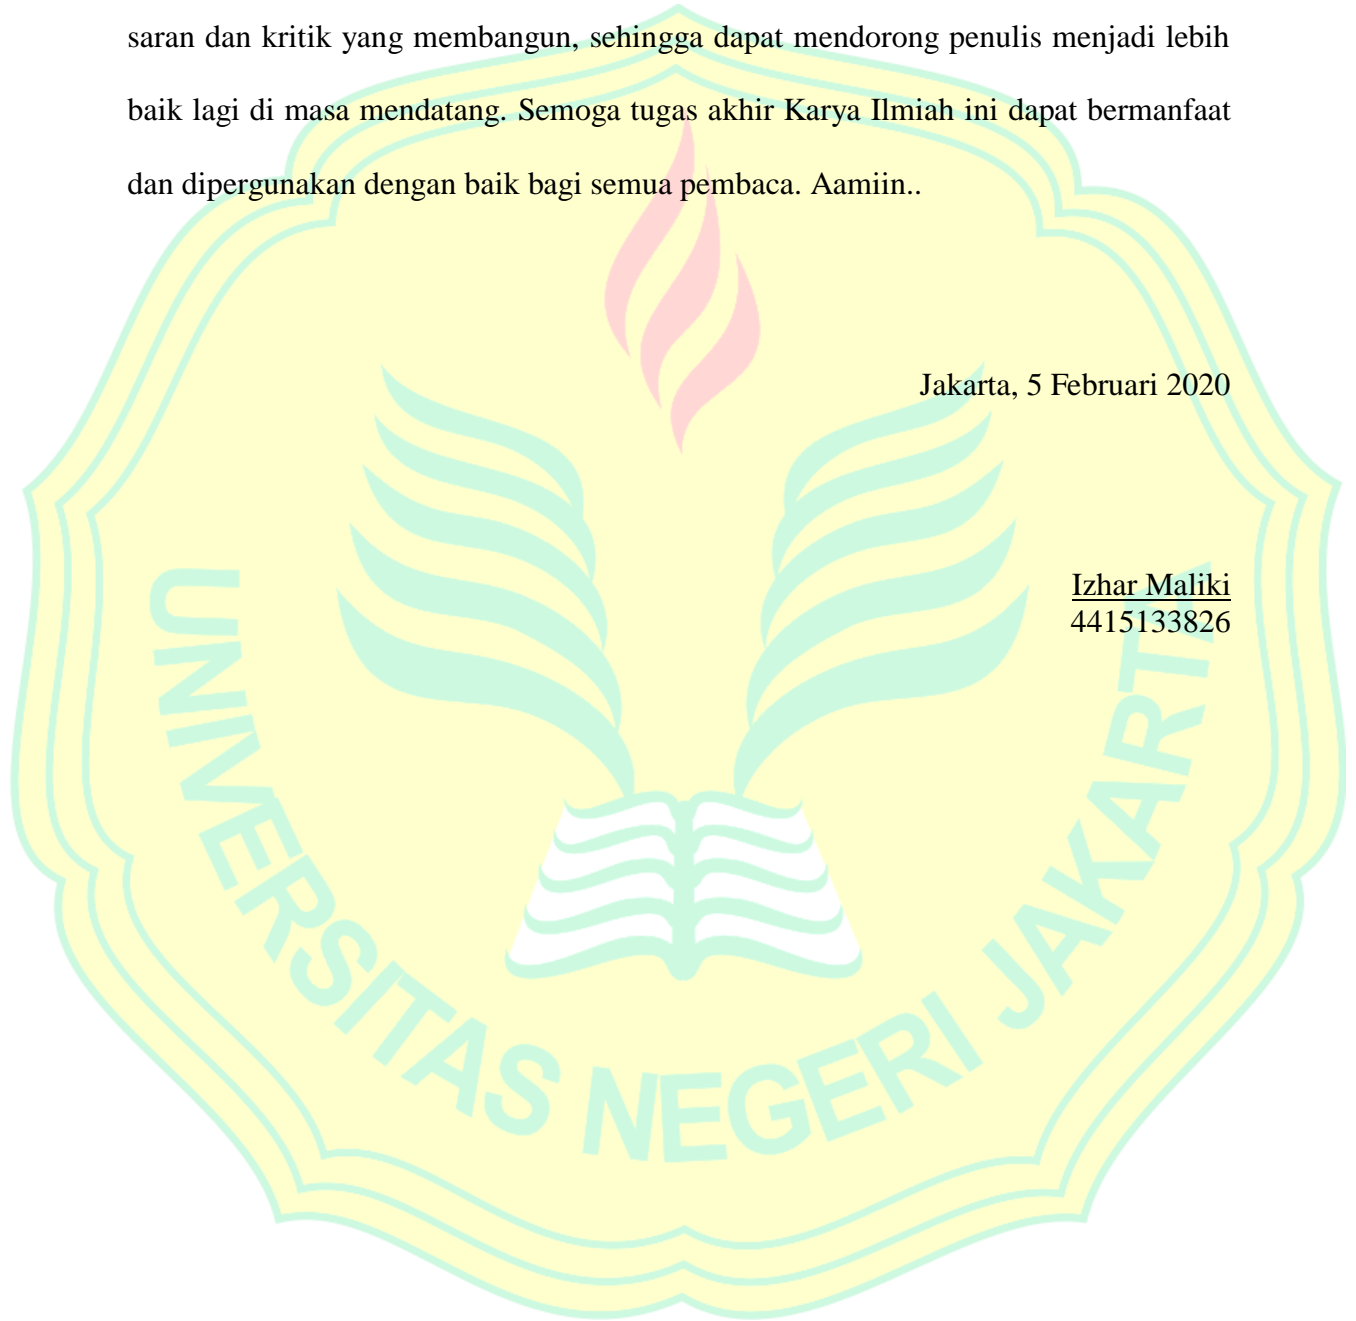 saran dan kritik yang membangun, sehingga dapat mendorong penulis menjadi lebih
baik lagi di masa mendatang. Semoga tugas akhir Karya Ilmiah ini dapat bermanfaat
dan dipergunakan dengan baik bagi semua pembaca. Aamiin..
Jakarta, 5 Februari 2020
Izhar Maliki
4415133826
UNIVERSITAS NEGERI JAKARTA